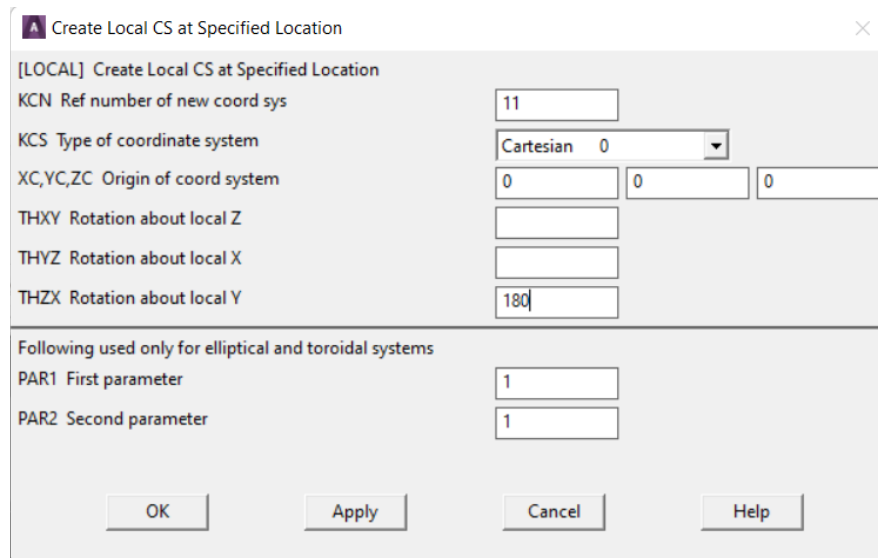 A Create Local CS at Specified Location
[LOCAL] Create Local CS at Specified Location
KCN Ref number of new coord sys 11
KCS Type of coordinate system Cartesian 0
XC,YC,ZC Origin of coord system 0 0 0
THXY Rotation about local Z
THYZ Rotation about local X
THZX Rotation about local Y 180
Following used only for elliptical and toroidal systems
PAR1 First parameter 1
PAR2 Second parameter 1
OK Apply Cancel Help